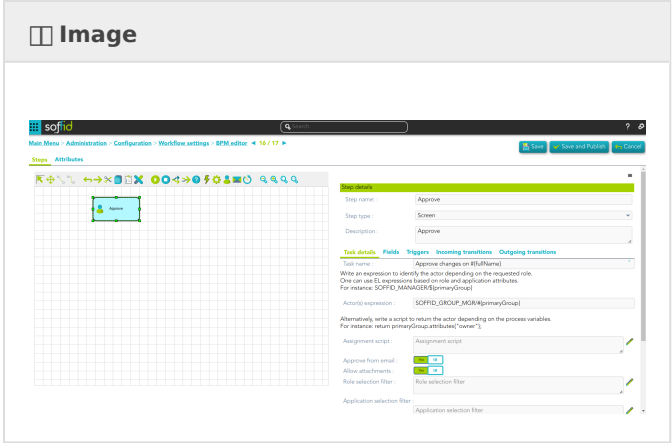 Image
soffid
Search
?
Main Menu > Administration > Configuration > Workflow settings > BPM editor ◄ 16 / 17 ►
Save
Save and Publish
Cancel
Steps Attributes
Approve
Step details
Step name :
Approve
Step type :
Screen
Description :
Approve
Task details Fields Triggers Incoming transitions Outgoing transitions
Task name :
Approve changes on #{fullName}
Write an expression to identify the actor depending on the requested role.
One can use EL expressions based on role and application attributes.
For instance: SOFFID_MANAGER/${primaryGroup}
Actor(s) expression :
SOFFID_GROUP_MGR/#{primaryGroup}
Alternatively, write a script to return the actor depending on the process variables.
For instance: return primaryGroup.attributes("owner");
Assignment script :
Assignment script
Approve from email :
Yes
Allow attachments :
Yes
Role selection filter :
Role selection filter
Application selection filter :
Application selection filter